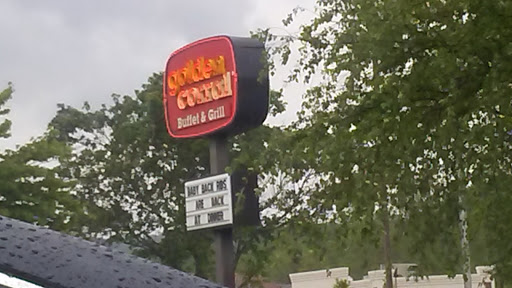 golden
corral
Buffet & Grill
BABY BACK RIBS
ARE BACK
AT DINNER